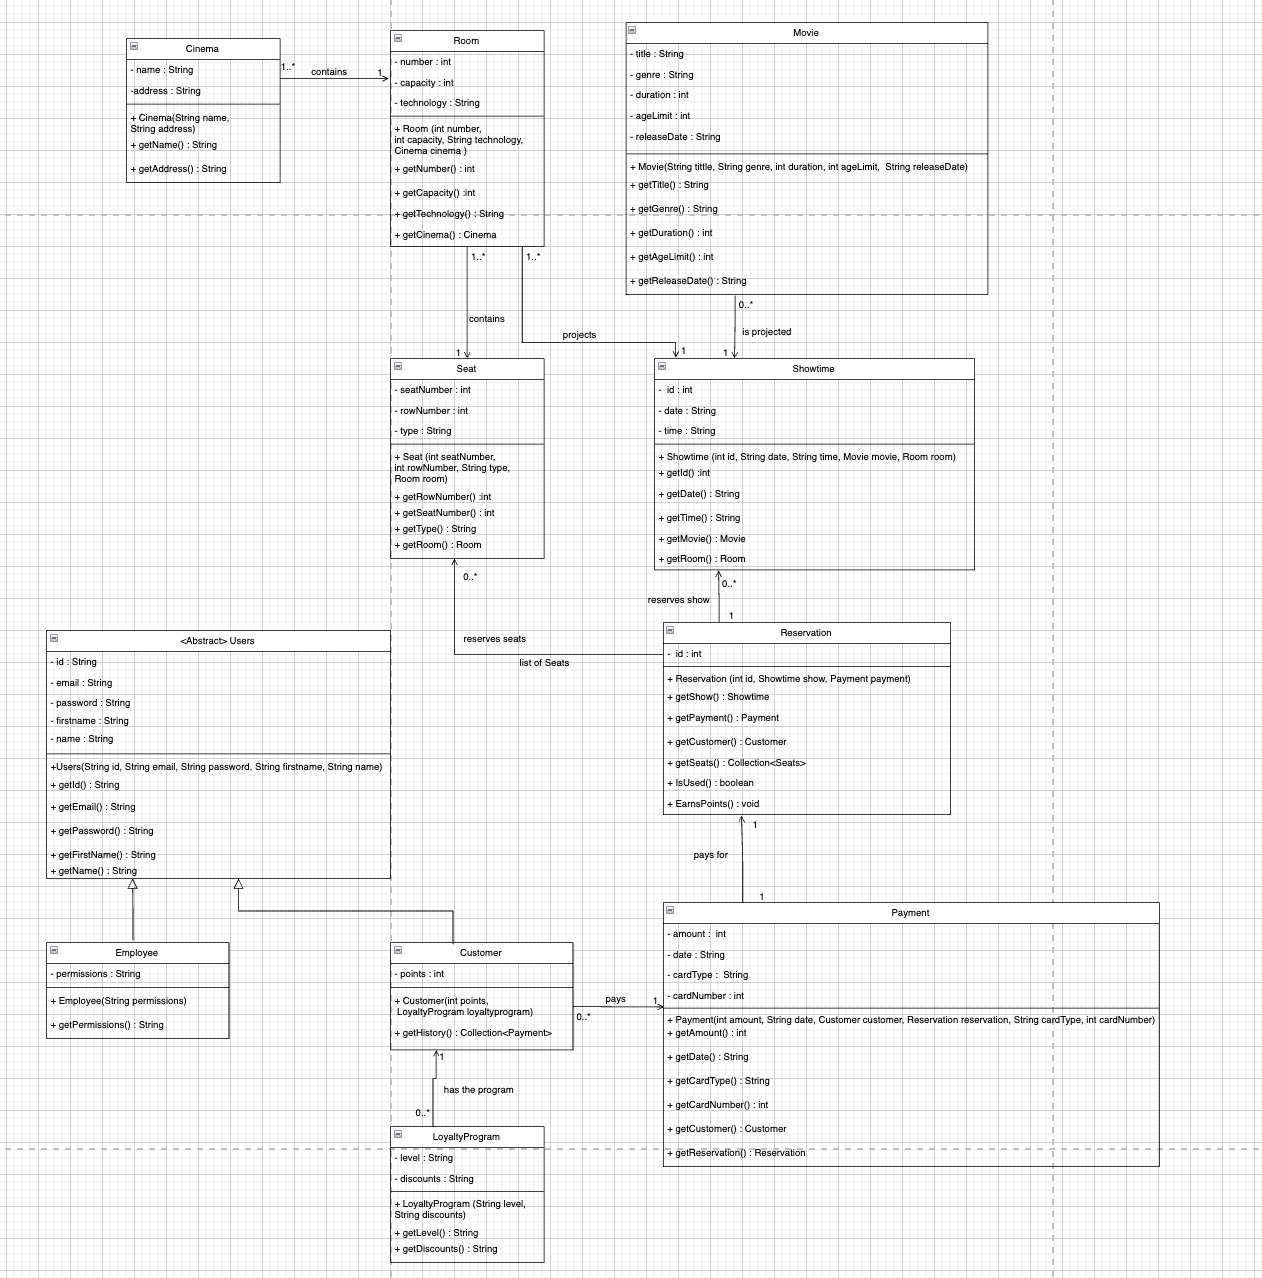 Cinema
- name : String
-address : String
+ Cinema(String name,
String address)
+ getName() : String
+ getAddress() : String
1..*
contains
1
Room
- number : int
- capacity : int
- technology : String
+ Room (int number,
int capacity, String technology,
Cinema cinema )
+ getNumber() : int
+ getCapacity() :int
+ getTechnology() : String
+ getCinema() : Cinema
Movie
- title : String
- genre : String
- duration : int
- ageLimit : int
- releaseDate : String
+ Movie(String tittle, String genre, int duration, int ageLimit, String releaseDate)
+ getTitle() : String
+ getGenre() : String
+ getDuration() : int
+ getAgeLimit() : int
+ getReleaseDate() : String
1..*
1..*
0..*
contains
projects
is projected
1
1
1
Seat
- seatNumber : int
- rowNumber : int
- type : String
+ Seat (int seatNumber,
int rowNumber, String type,
Room room)
+ getRowNumber() :int
+ getSeatNumber() : int
+ getType() : String
+ getRoom() : Room
Showtime
- id : int
- date : String
- time : String
+ Showtime (int id, String date, String time, Movie movie, Room room)
+ getId() :int
+ getDate() : String
+ getTime() : String
+ getMovie() : Movie
+ getRoom() : Room
0..*
0..*
reserves show
1
reserves seats
list of Seats
<Abstract> Users
- id : String
- email : String
- password : String
- firstname : String
- name : String
+Users(String id, String email, String password, String firstname, String name)
+ getId() : String
+ getEmail() : String
+ getPassword() : String
+ getFirstName() : String
+ getName() : String
Reservation
- id : int
+ Reservation (int id, Showtime show, Payment payment)
+ getShow() : Showtime
+ getPayment() : Payment
+ getCustomer() : Customer
+ getSeats() : Collection<Seats>
+ IsUsed() : boolean
+ EarnsPoints() : void
1
pays for
1
Employee
- permissions : String
+ Employee(String permissions)
+ getPermissions() : String
Customer
- points : int
+ Customer(int points,
LoyaltyProgram loyaltyprogram)
+ getHistory() : Collection<Payment>
pays
1
0..*
Payment
- amount : int
- date : String
- cardType : String
- cardNumber : int
+ Payment(int amount, String date, Customer customer, Reservation reservation, String cardType, int cardNumber)
+ getAmount() : int
+ getDate() : String
+ getCardType() : String
+ getCardNumber() : int
+ getCustomer() : Customer
+ getReservation() : Reservation
1
has the program
0..*
LoyaltyProgram
- level : String
- discounts : String
+ LoyaltyProgram (String level,
String discounts)
+ getLevel() : String
+ getDiscounts() : String